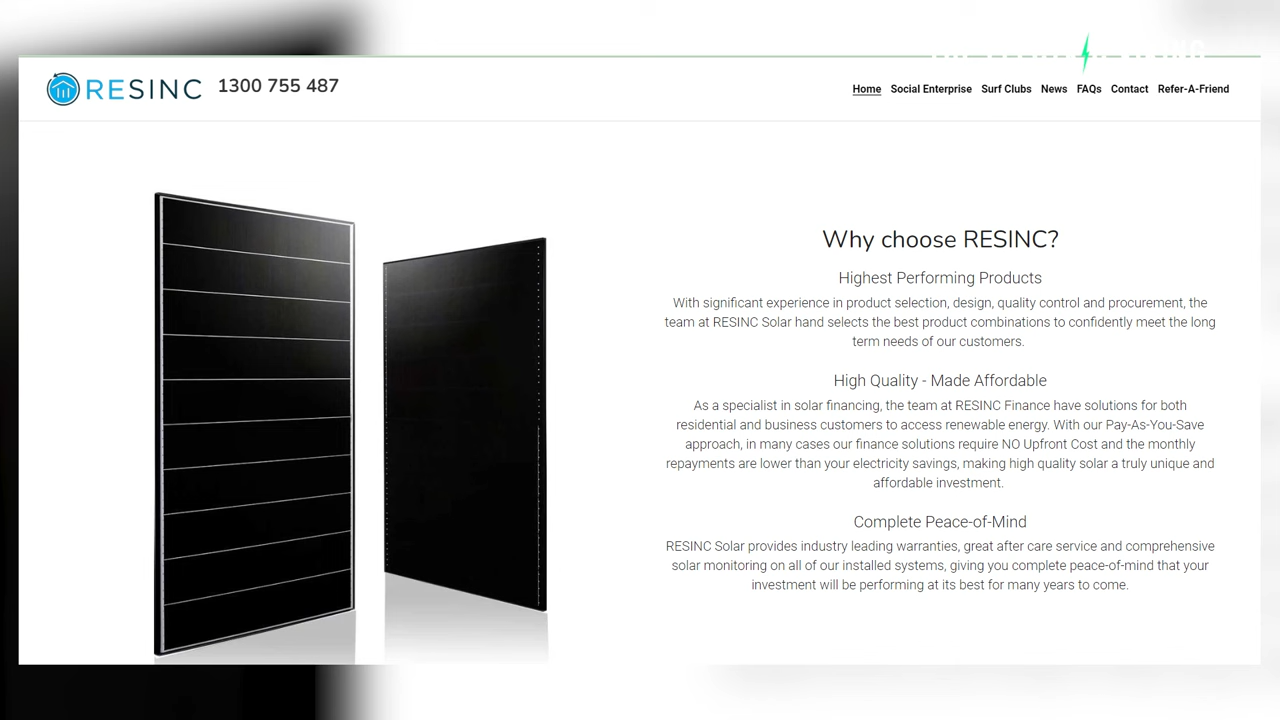 RESINC 1300 755 487
Home Social Enterprise Surf Clubs News FAQs Contact Refer-A-Friend
Why choose RESINC?
Highest Performing Products
With significant experience in product selection, design, quality control and procurement, the
team at RESINC Solar hand selects the best product combinations to confidently meet the long
term needs of our customers.
High Quality - Made Affordable
As a specialist in solar financing, the team at RESINC Finance have solutions for both
residential and business customers to access renewable energy. With our Pay-As-You-Save
approach, in many cases our finance solutions require NO Upfront Cost and the monthly
repayments are lower than your electricity savings, making high quality solar a truly unique and
affordable investment.
Complete Peace-of-Mind
RESINC Solar provides industry leading warranties, great after care service and comprehensive
solar monitoring on all of our installed systems, giving you complete peace-of-mind that your
investment will be performing at its best for many years to come.